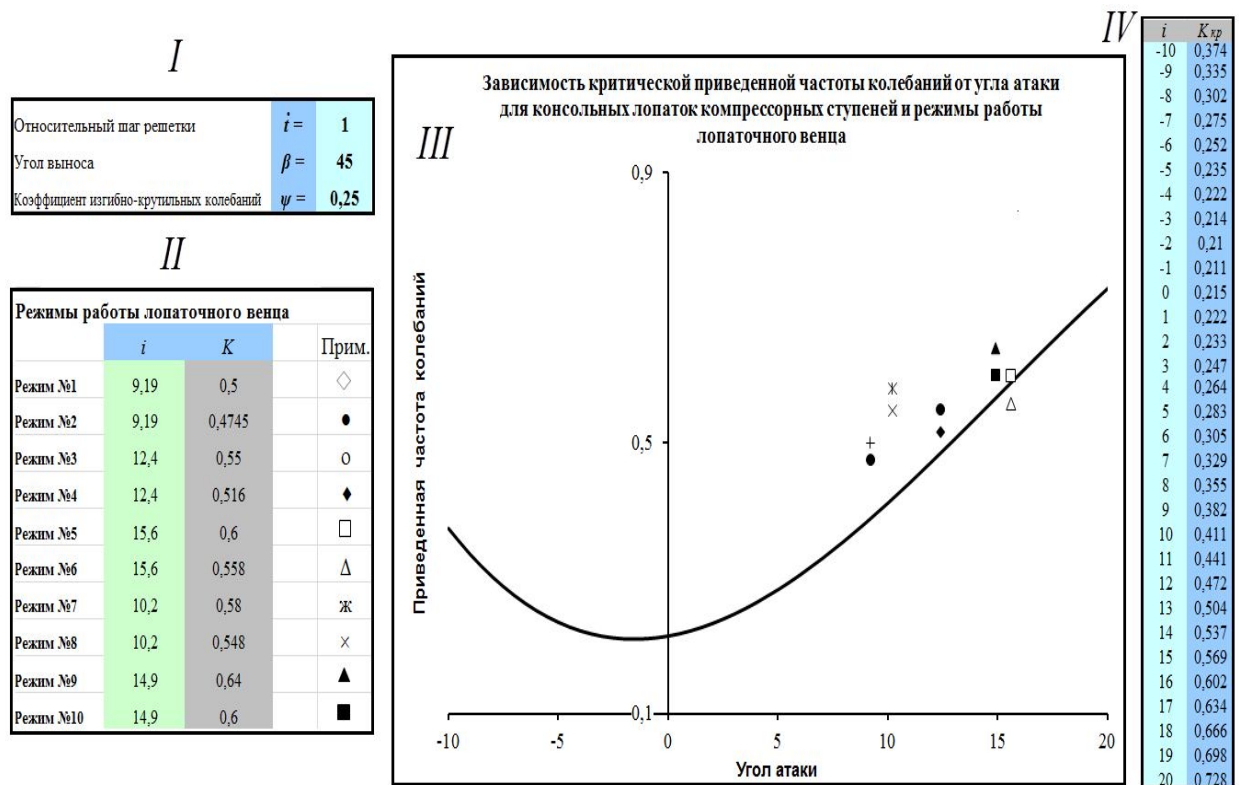 I
Относительный шаг решетки i = 1
Угол выноса β = 45
Коэффициент изгибно-крутильных колебаний ψ = 0,25
II
Режимы работы лопаточного венца
i K Прим.
Режим №1 9,19 0,5
Режим №2 9,19 0,4745
Режим №3 12,4 0,55
Режим №4 12,4 0,516
Режим №5 15,6 0,6
Режим №6 15,6 0,558
Режим №7 10,2 0,58
Режим №8 10,2 0,548
Режим №9 14,9 0,64
Режим №10 14,9 0,6
III
Зависимость критической приведенной частоты колебаний от угла атаки
для консольных лопаток компрессорных ступеней и режимы работы
лопаточного венца
Приведенная частота колебаний
0,9
0,5
0,1
-10 -5 0 5 10 15 20
Угол атаки
IV
i Kкр
-10 0,374
-9 0,335
-8 0,302
-7 0,275
-6 0,252
-5 0,235
-4 0,222
-3 0,214
-2 0,21
-1 0,211
0 0,215
1 0,222
2 0,233
3 0,247
4 0,264
5 0,283
6 0,305
7 0,329
8 0,355
9 0,382
10 0,411
11 0,441
12 0,472
13 0,504
14 0,537
15 0,569
16 0,602
17 0,634
18 0,666
19 0,698
20 0,728